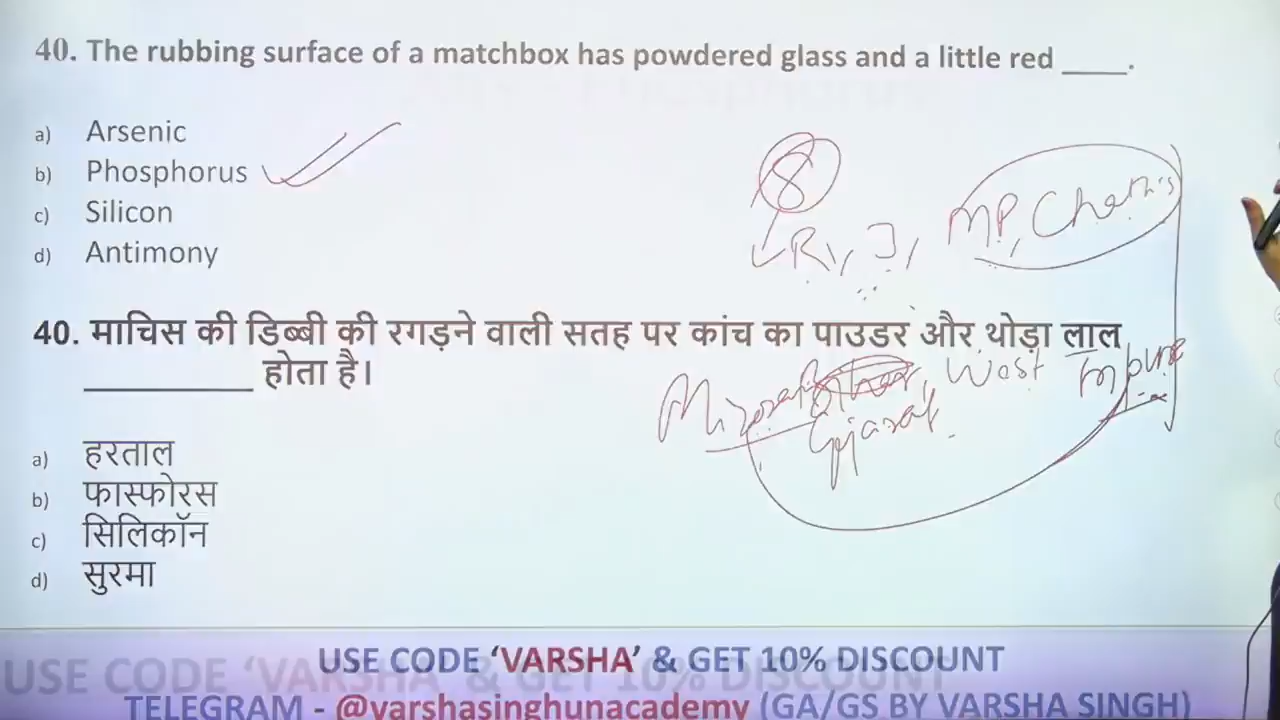 40. The rubbing surface of a matchbox has powdered glass and a little red ____.
a) Arsenic
b) Phosphorus
c) Silicon
d) Antimony
8
MP,
40. माचिस की डिब्बी की रगड़ने वाली सतह पर कांच का पाउडर और थोड़ा लाल
__________ होता है।
West
Gujarat
a) हरताल
b) फास्फोरस
c) सिलिकॉन
d) सुरमा
USE CODE ‘VARSHA’ & GET 10% DISCOUNT
TELEGRAM - @varshasinghunacademy (GA/GS BY VARSHA SINGH)